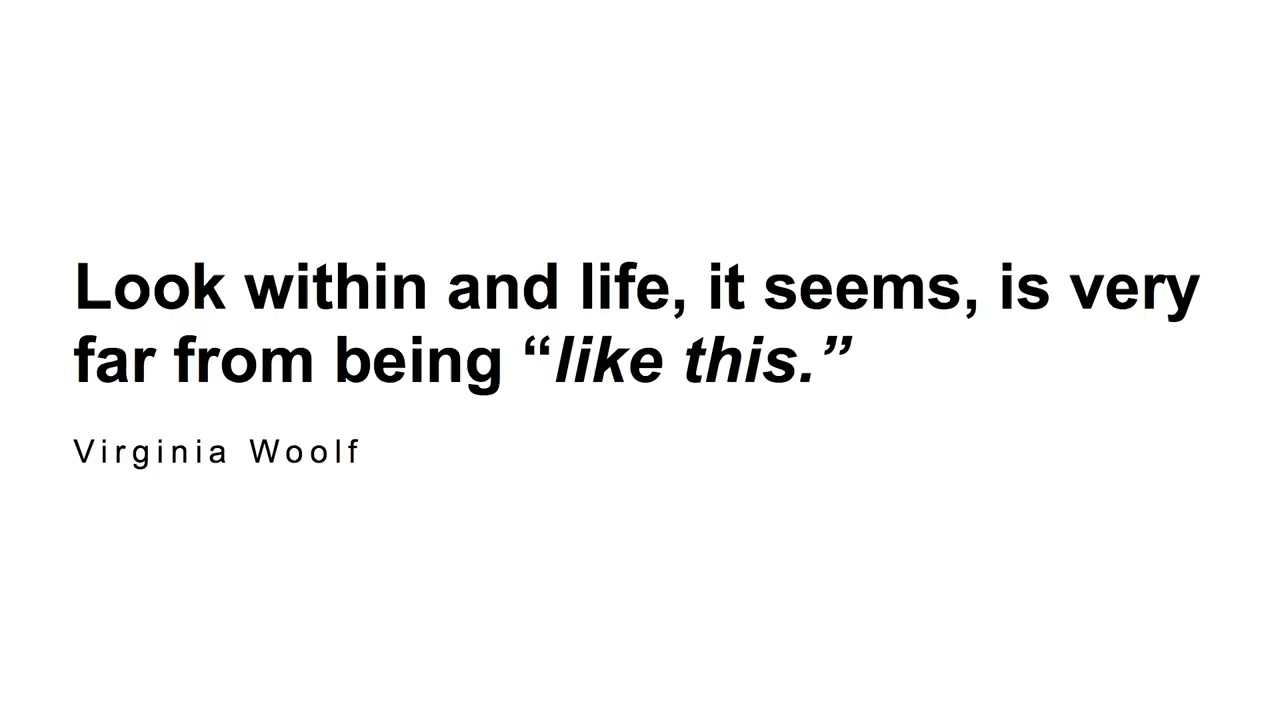 Look within and life, it seems, is very
far from being “like this.”
Virginia Woolf